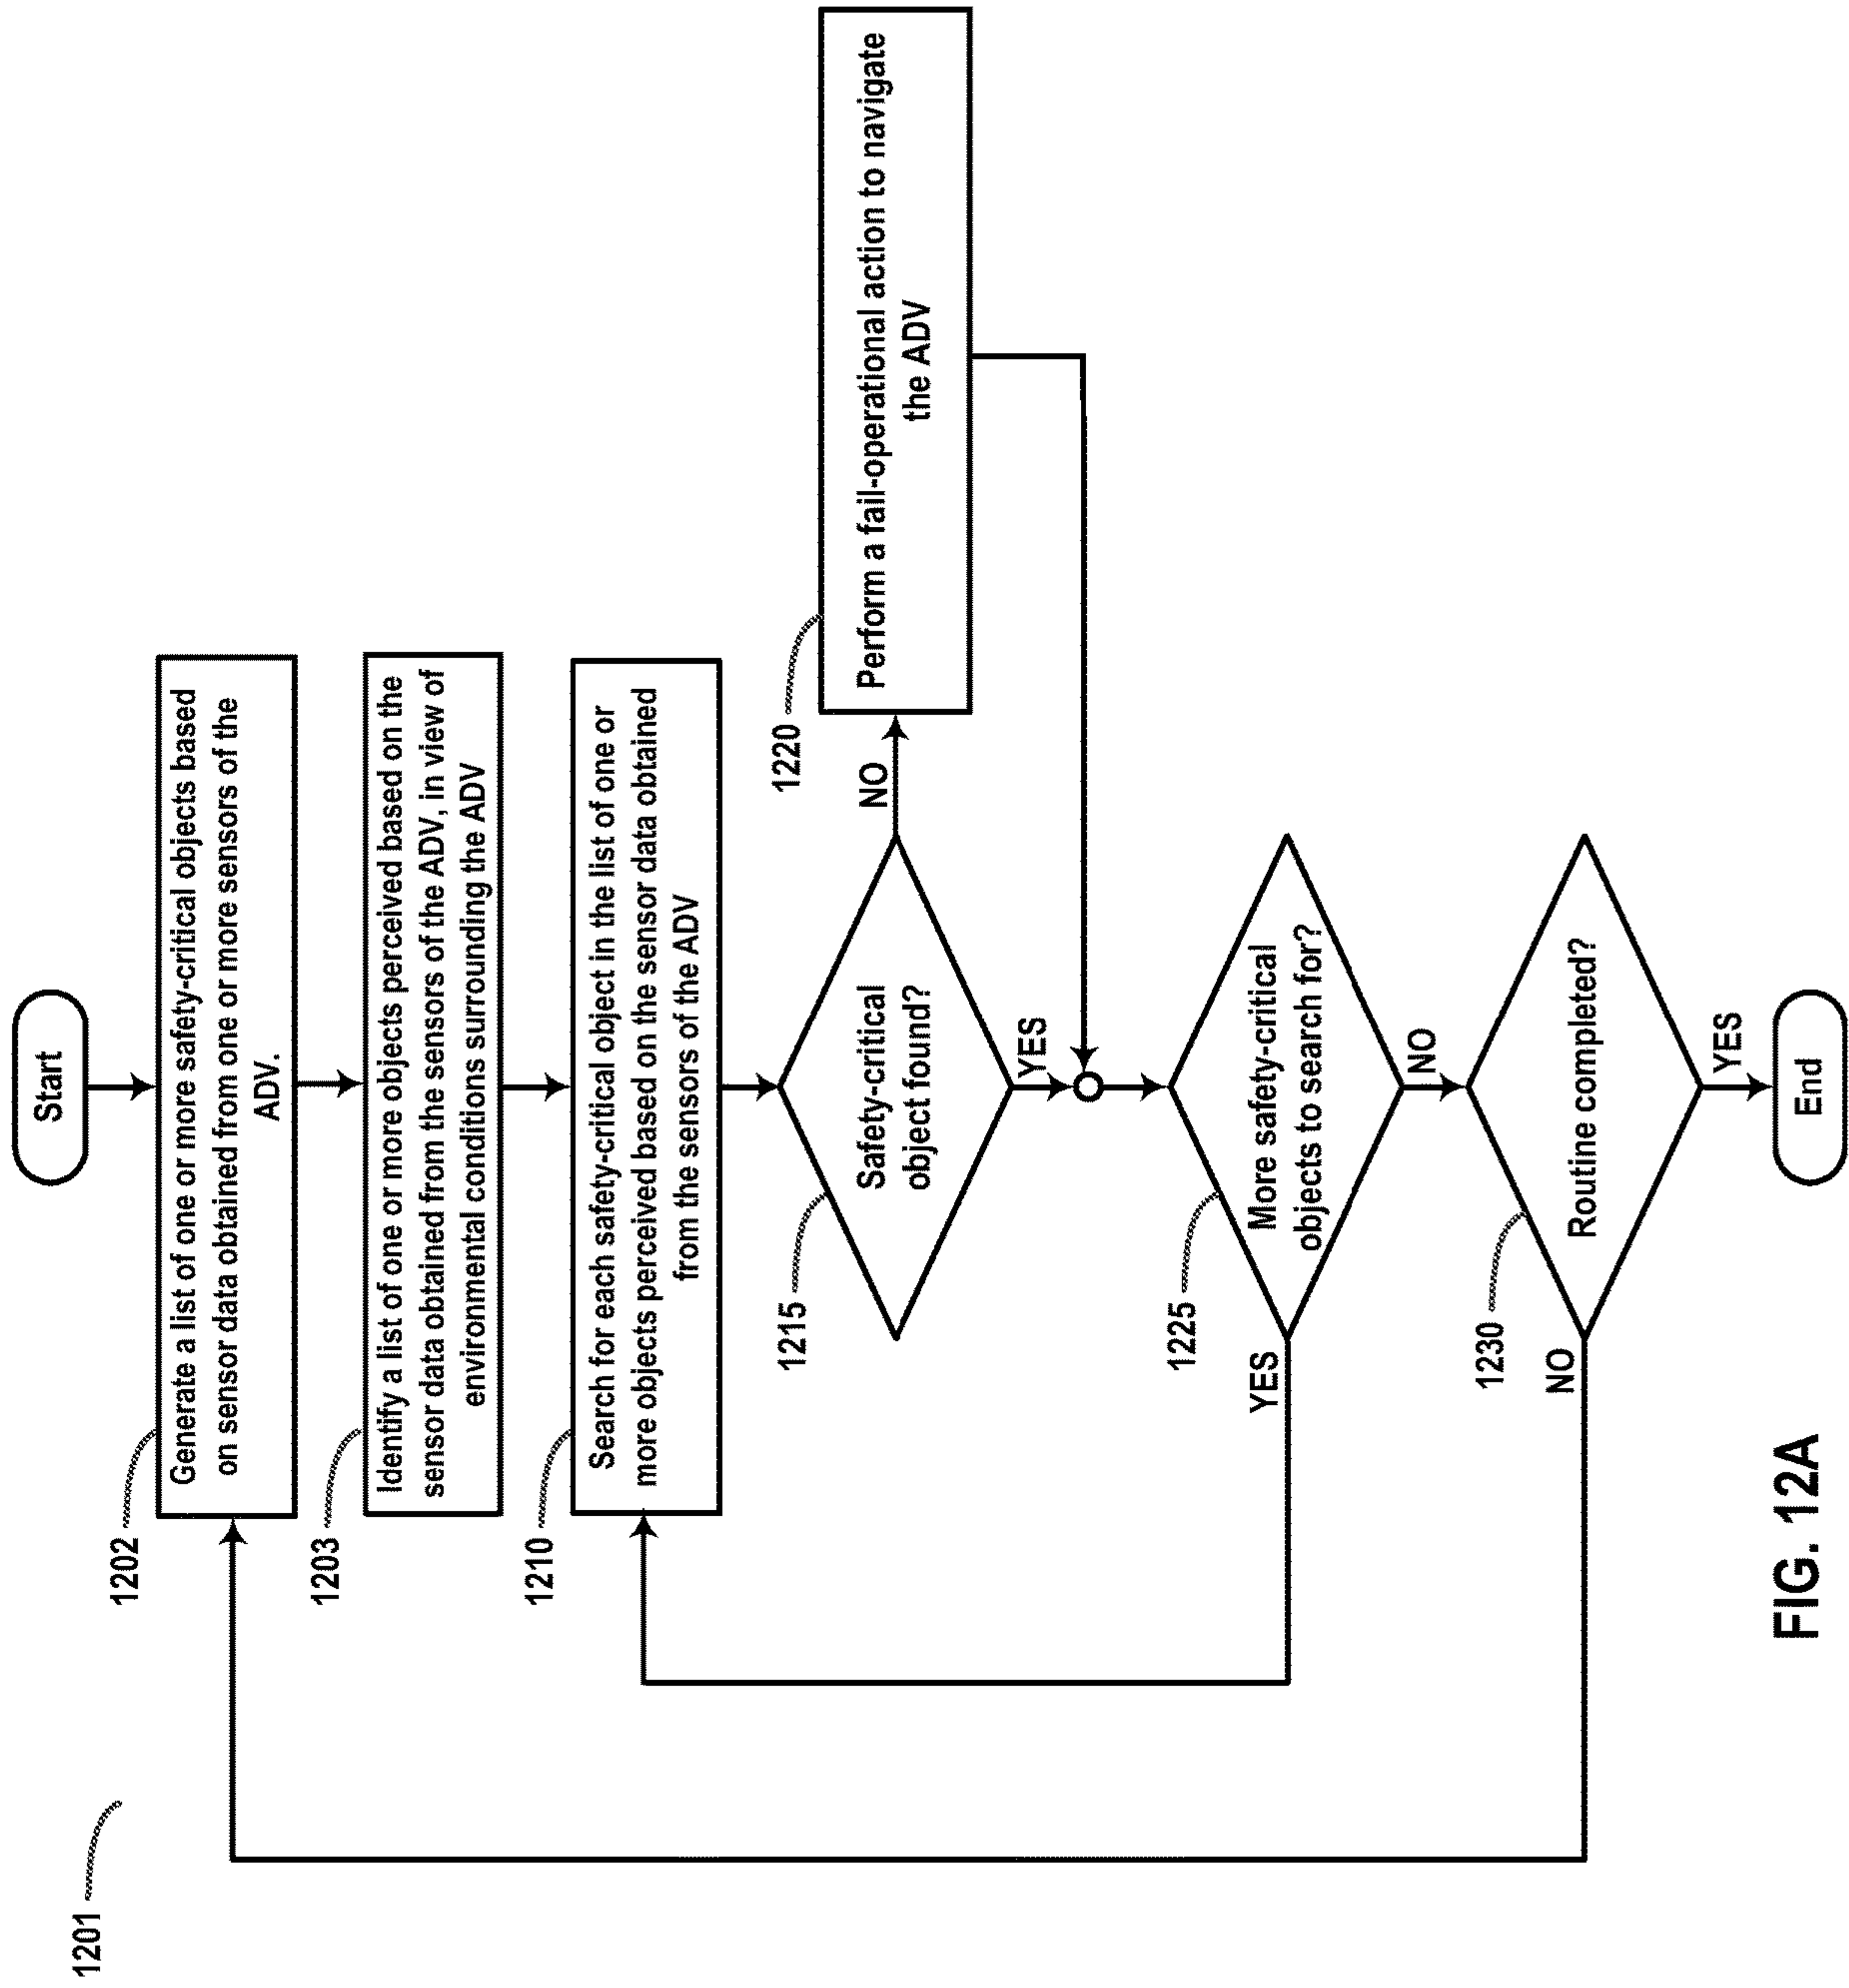 1201
Start
1202
Generate a list of one or more safety-critical objects based
on sensor data obtained from one or more sensors of the
ADV.
1203
Identify a list of one or more objects perceived based on the
sensor data obtained from the sensors of the ADV, in view of
environmental conditions surrounding the ADV
1210
Search for each safety-critical object in the list of one or
more objects perceived based on the sensor data obtained
from the sensors of the ADV
1215
Safety-critical
object found?
NO
1220
Perform a fail-operational action to navigate
the ADV
YES
1225
More safety-critical
objects to search for?
YES
NO
1230
Routine completed?
NO
YES
End
FIG. 12A